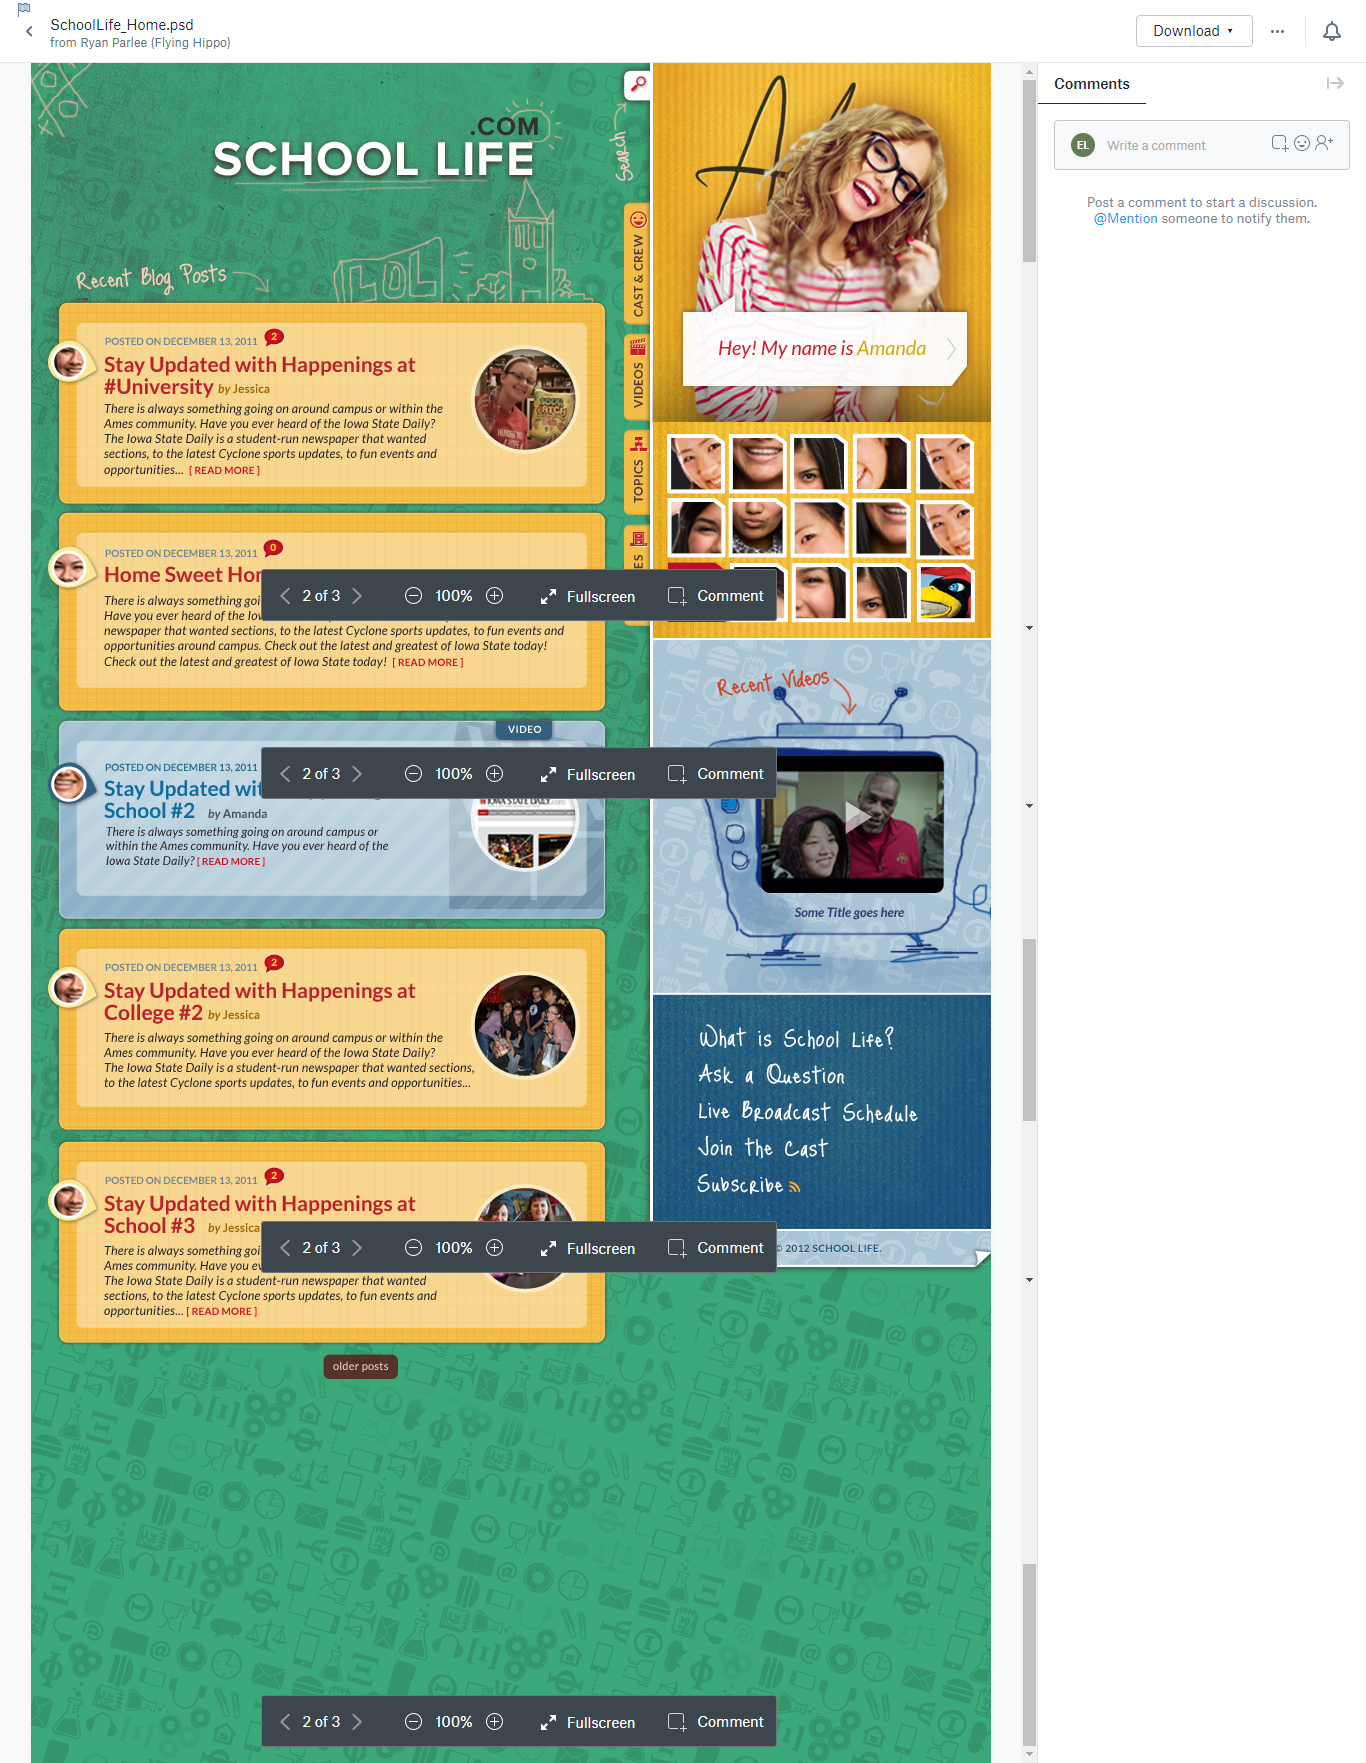 SchoolLife_Home.psd
from Ryan Parlee (Flying Hippo)
Download
Comments
EL
Write a comment
Post a comment to start a discussion.
@Mention someone to notify them.
.COM
SCHOOL LIFE
Search
CAST & CREW
VIDEOS
TOPICS
ES
Recent Blog Posts
LOL
Hey! My name is Amanda
POSTED ON DECEMBER 13, 2011 2
Stay Updated with Happenings at
#University by Jessica
There is always something going on around campus or within the
Ames community. Have you ever heard of the Iowa State Daily?
The Iowa State Daily is a student-run newspaper that wanted
sections, to the latest Cyclone sports updates, to fun events and
opportunities... [ READ MORE ]
POSTED ON DECEMBER 13, 2011 0
Home Sweet
There is always something
Have you ever heard of the
newspaper that wanted sections, to the latest Cyclone sports updates, to fun events and
opportunities around campus. Check out the latest and greatest of Iowa State today!
Check out the latest and greatest of Iowa State today! [ READ MORE ]
2 of 3 100% Fullscreen Comment
VIDEO
POSTED ON DECEMBER 13, 2011
Stay Updated
School #2 by Amanda
There is always something going on around campus or
within the Ames community. Have you ever heard of the
Iowa State Daily? [ READ MORE ]
IOWA STATE DAILY.com
2 of 3 100% Fullscreen Comment
Recent Videos
Some Title goes here
POSTED ON DECEMBER 13, 2011 2
Stay Updated with Happenings at
College #2 by Jessica
There is always something going on around campus or within the
Ames community. Have you ever heard of the Iowa State Daily?
The Iowa State Daily is a student-run newspaper that wanted sections,
to the latest Cyclone sports updates, to fun events and opportunities...
What is School Life?
Ask a Question
Live Broadcast Schedule
Join the Cast
Subscribe
POSTED ON DECEMBER 13, 2011 2
Stay Updated with Happenings at
School #3 by Jessica
There is always something
Ames community. Have you
The Iowa State Daily is a student-run newspaper that wanted
sections, to the latest Cyclone sports updates, to fun events and
opportunities... [ READ MORE ]
2 of 3 100% Fullscreen Comment
© 2012 SCHOOL LIFE.
older posts
2 of 3 100% Fullscreen Comment